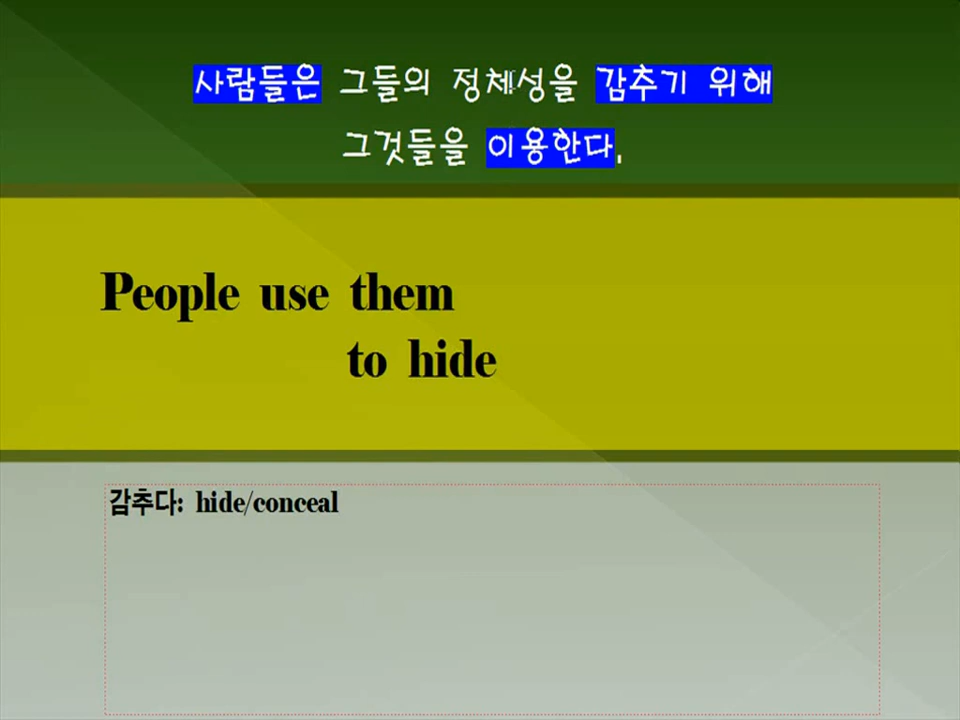 사람들은 그들의 정체성을 감추기 위해
그것들을 이용한다.
People use them
to hide
감추다: hide/conceal